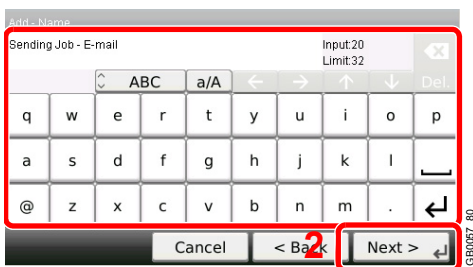 Add - Name
Sending Job - E-mail
Input:20
Limit:32
ABC a/A Del.
q w e r t y u i o p
a s d f g h j k l
@ z x c v b n m .
Cancel < Back 2 Next >
GB0057_80